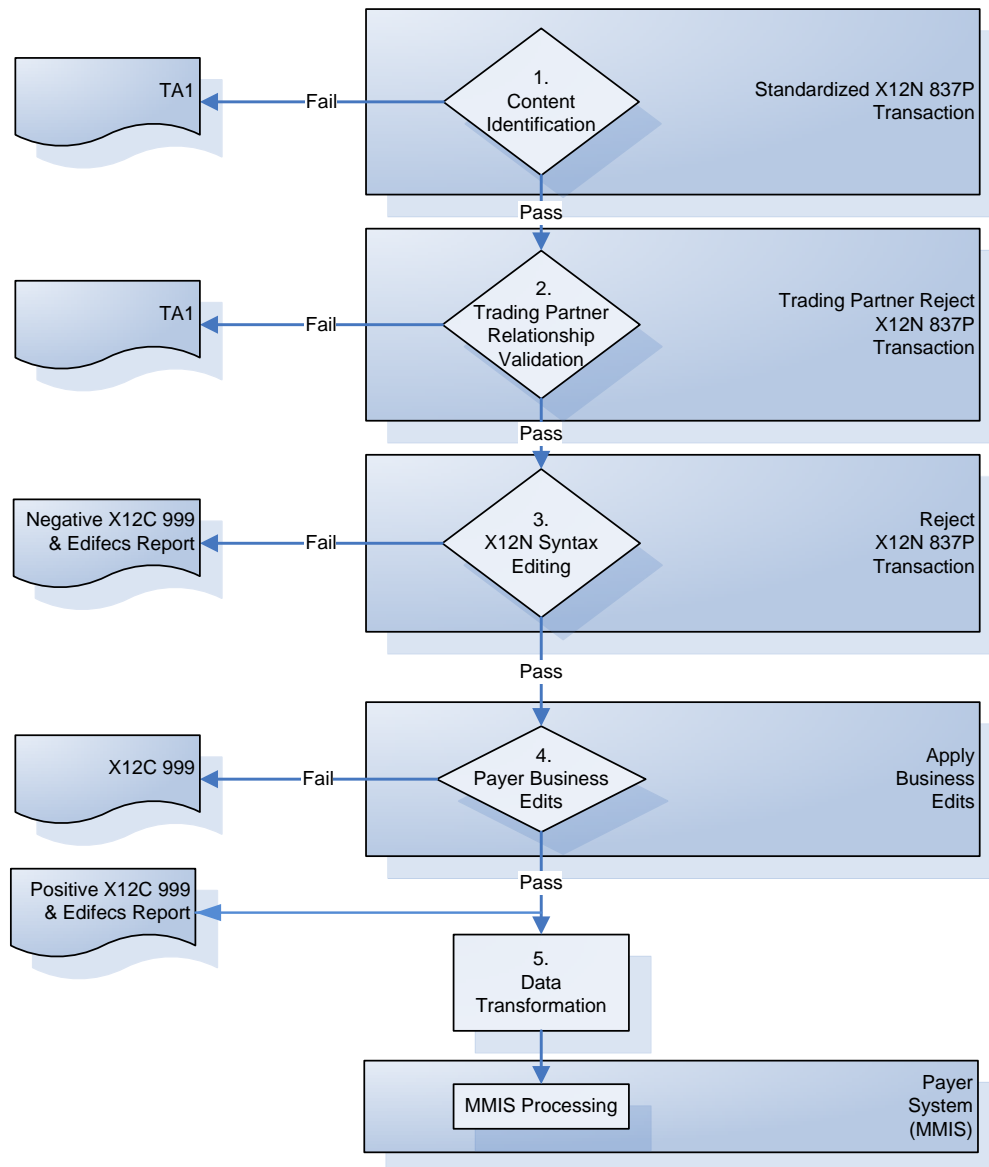 TA1
Fail
1.
Content
Identification
Standardized X12N 837P
Transaction
Pass
TA1
Fail
2.
Trading Partner
Relationship
Validation
Trading Partner Reject
X12N 837P
Transaction
Pass
Negative X12C 999
& Edifecs Report
Fail
3.
X12N Syntax
Editing
Reject
X12N 837P
Transaction
Pass
X12C 999
Fail
4.
Payer Business
Edits
Apply
Business
Edits
Pass
Positive X12C 999
& Edifecs Report
5.
Data
Transformation
MMIS Processing
Payer
System
(MMIS)